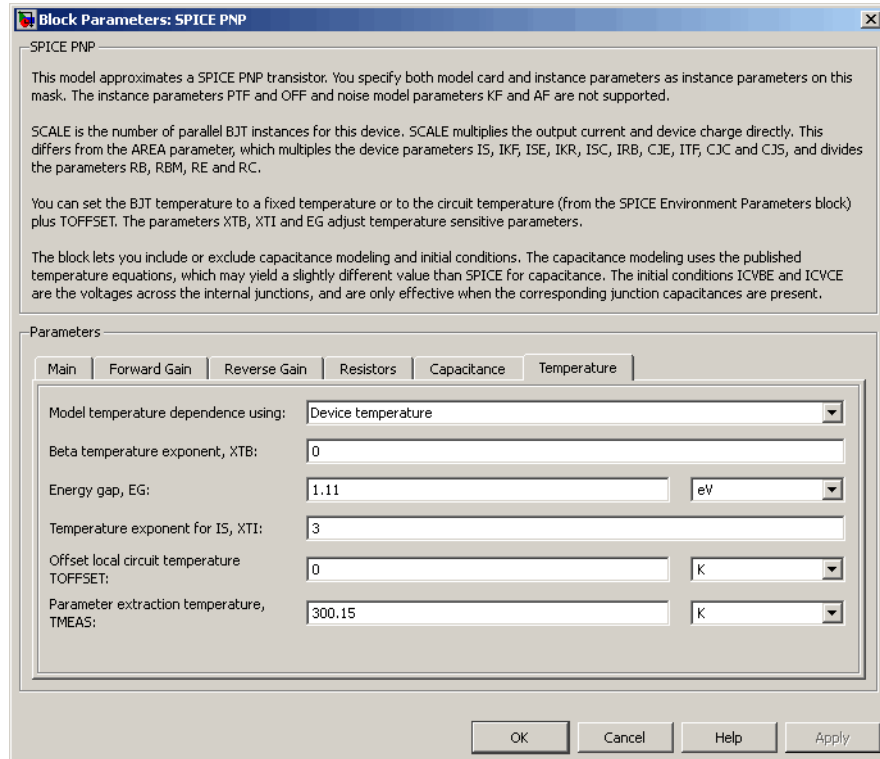 Block Parameters: SPICE PNP
SPICE PNP
This model approximates a SPICE PNP transistor. You specify both model card and instance parameters as instance parameters on this
mask. The instance parameters PTF and OFF and noise model parameters KF and AF are not supported.
SCALE is the number of parallel BJT instances for this device. SCALE multiplies the output current and device charge directly. This
differs from the AREA parameter, which multiplies the device parameters IS, IKF, ISE, IKR, ISC, IRB, CJE, ITF, CJC and CJS, and divides
the parameters RB, RBM, RE and RC.
You can set the BJT temperature to a fixed temperature or to the circuit temperature (from the SPICE Environment Parameters block)
plus TOFFSET. The parameters XTB, XTI and EG adjust temperature sensitive parameters.
The block lets you include or exclude capacitance modeling and initial conditions. The capacitance modeling uses the published
temperature equations, which may yield a slightly different value than SPICE for capacitance. The initial conditions ICVBE and ICVCE
are the voltages across the internal junctions, and are only effective when the corresponding junction capacitances are present.
Parameters
Main Forward Gain Reverse Gain Resistors Capacitance Temperature
Model temperature dependence using: Device temperature
Beta temperature exponent, XTB: 0
Energy gap, EG: 1.11 eV
Temperature exponent for IS, XTI: 3
Offset local circuit temperature
TOFFSET: 0 K
Parameter extraction temperature,
TMEAS: 300.15 K
OK Cancel Help Apply